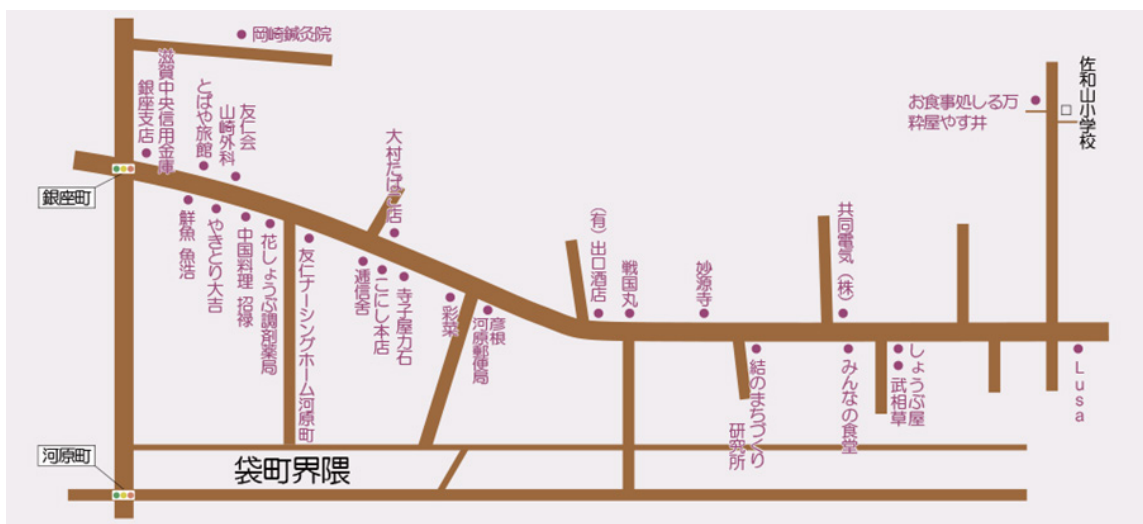 岡崎鍼灸院
滋賀中央信用金庫
銀座支店
とばや旅館
友仁会
山崎外科
大村たばこ店
銀座町
鮮魚 魚浩
やきとり大吉
中国料理 招禄
花しょうぶ調剤薬局
友仁ナーシングホーム河原町
逓信舎
こにし本店
寺子屋力石
彩菜
彦根
河原郵便局
(有)出口酒店
戦国丸
妙源寺
共同電気(株)
お食事処しる万
粋屋やす井
佐和山小学校
結のまちづくり
研究所
みんなの食堂
しょうぶ屋
武相草
Lusa
河原町
袋町界隈